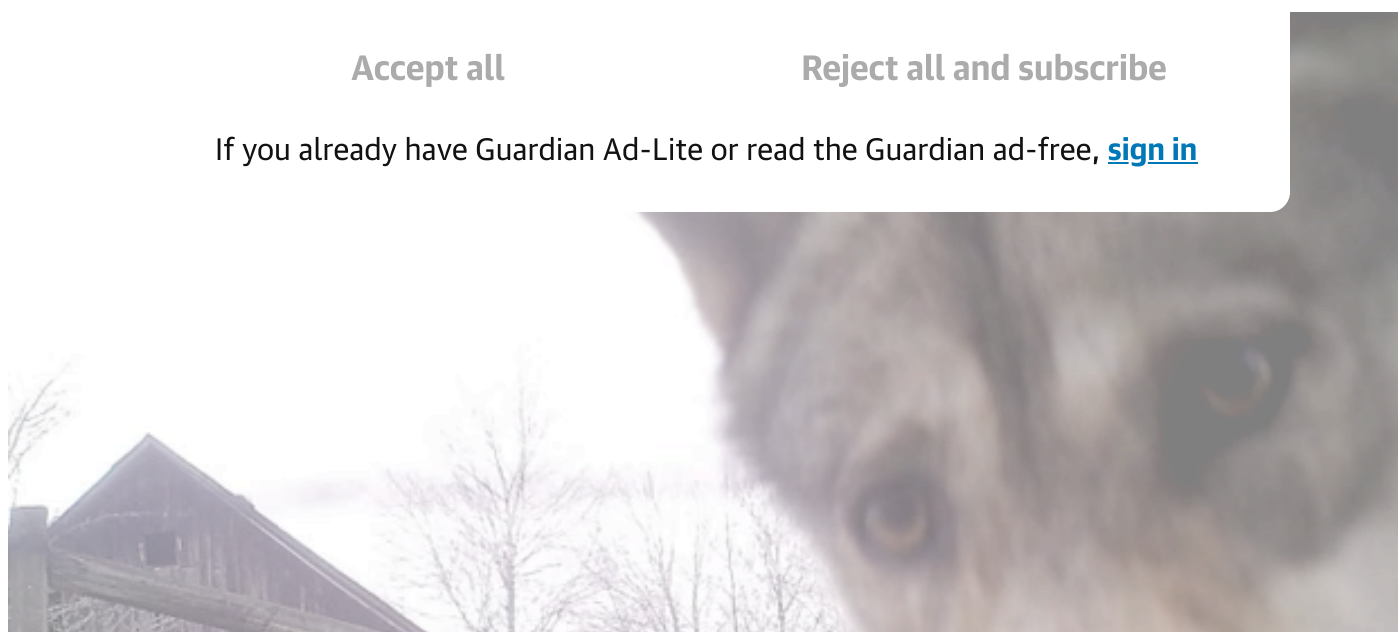 Accept all
Reject all and subscribe
If you already have Guardian Ad-Lite or read the Guardian ad-free, sign in